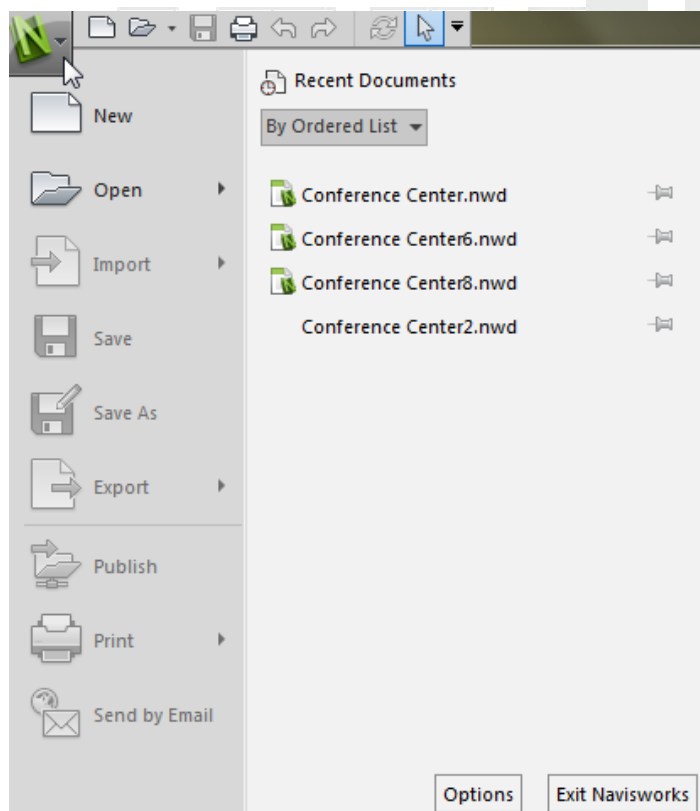 Recent Documents
By Ordered List
New
Open
Import
Save
Save As
Export
Publish
Print
Send by Email
Conference Center.nwd
Conference Center6.nwd
Conference Center8.nwd
Conference Center2.nwd
Options
Exit Navisworks